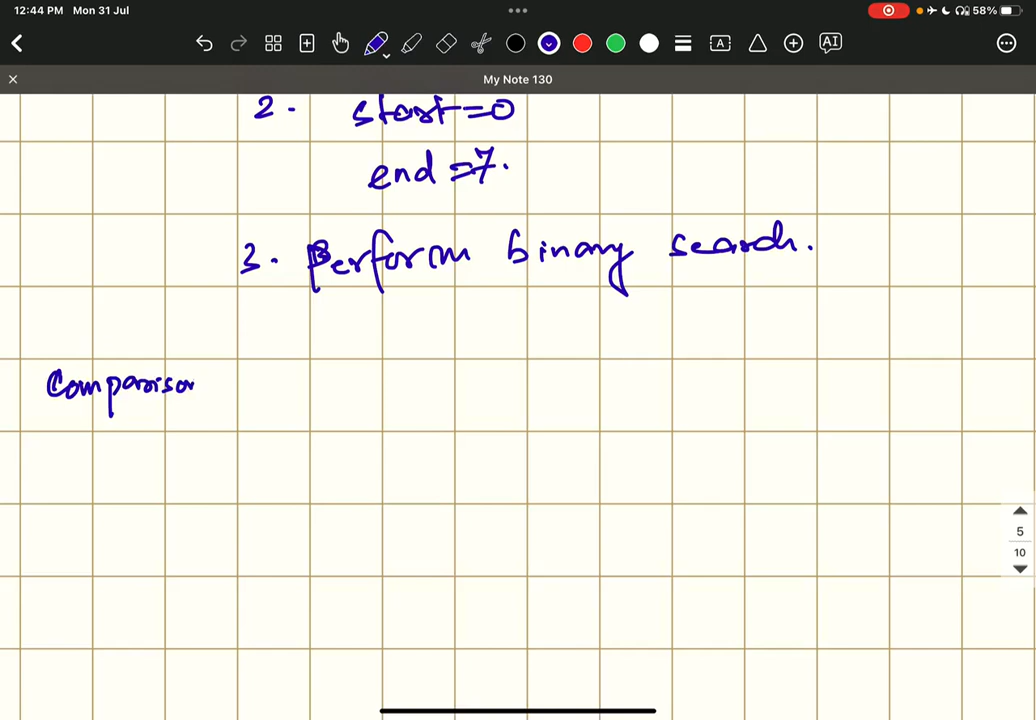 12:44 PM Mon 31 Jul
58%
A
AI
My Note 130
2. start=0
end=7.
3. Perform binary search.
Comparison
5
10